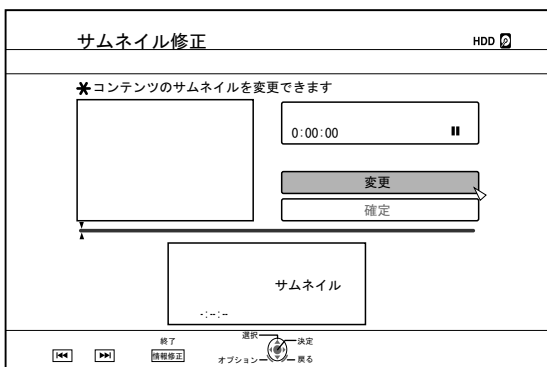 サムネイル修正
HDD
コンテンツのサムネイルを変更できます
0:00:00
変更
確定
サムネイル
-:--:--
終了
情報修正
選択
決定
オプション
戻る